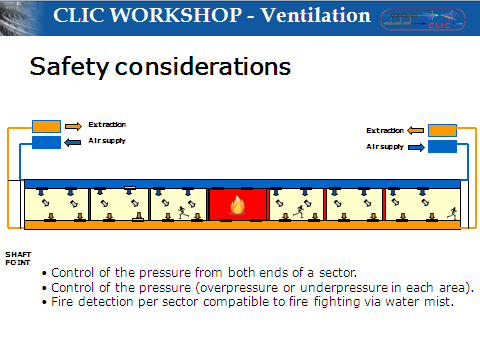 CLIC WORKSHOP - Ventilation
CLIC
Safety considerations
Extraction
Air supply
Extraction
Air supply
SHAFT
POINT
• Control of the pressure from both ends of a sector.
• Control of the pressure (overpressure or underpressure in each area).
• Fire detection per sector compatible to fire fighting via water mist.